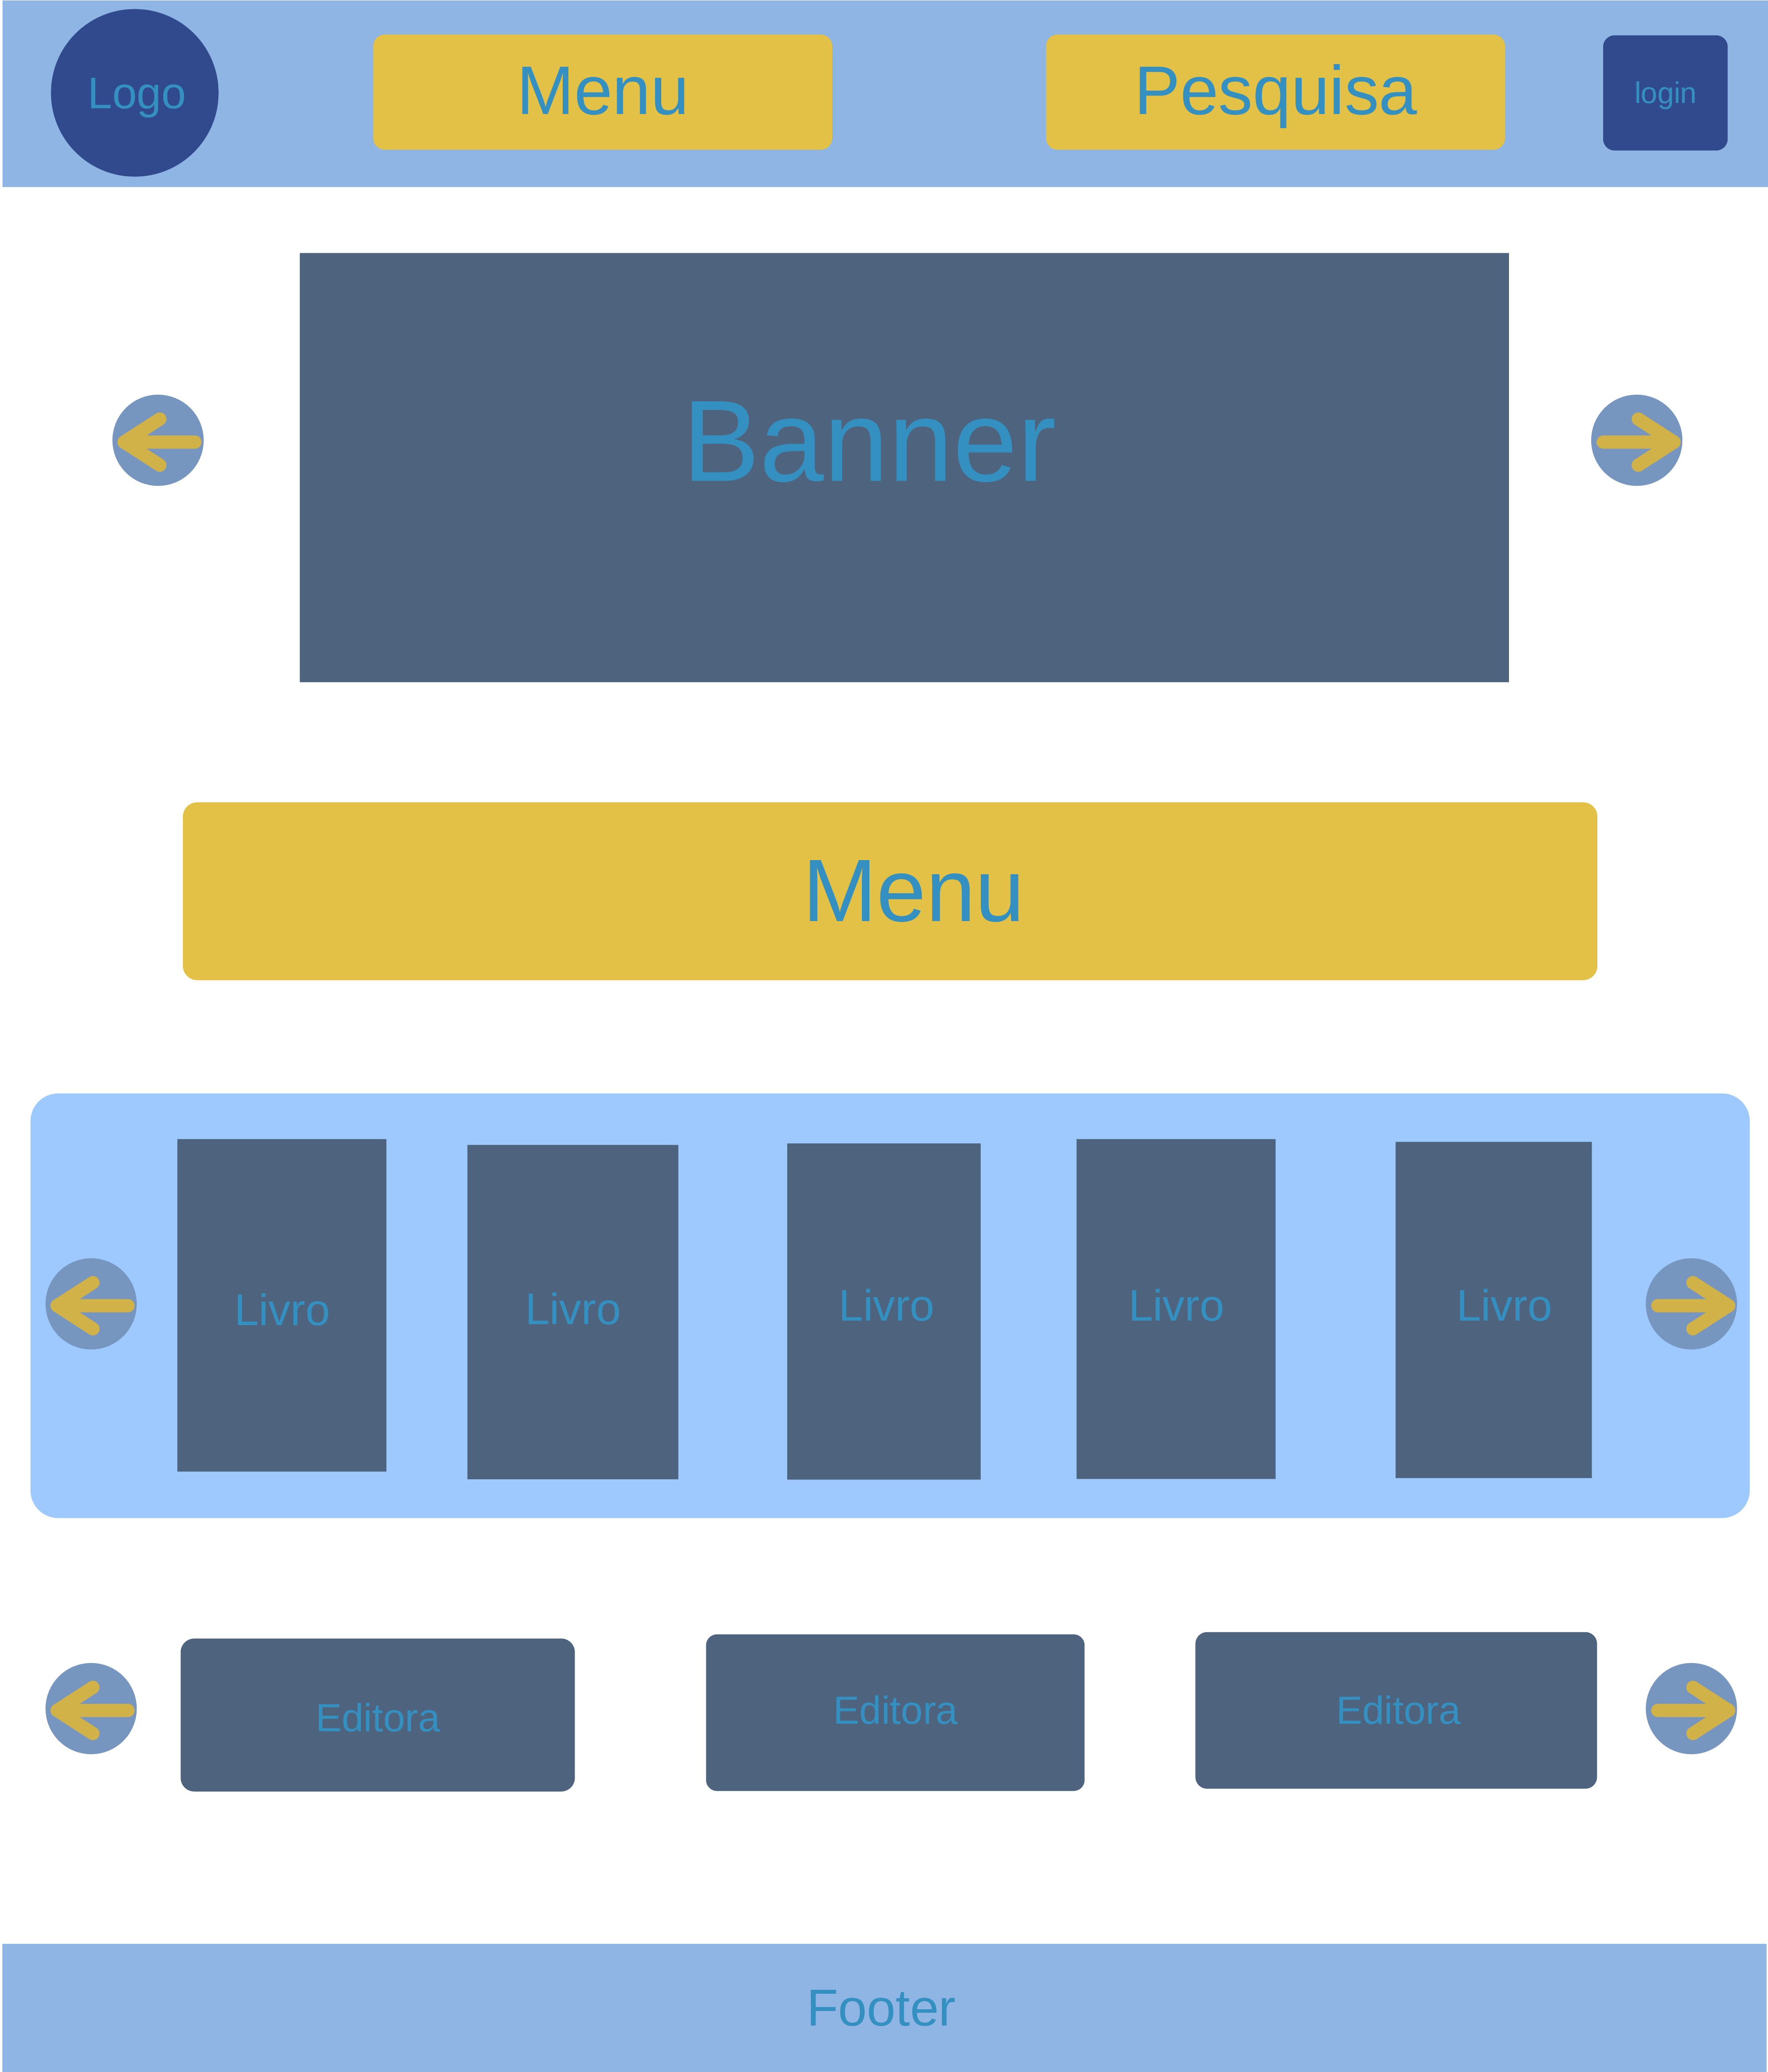 Logo
Menu
Pesquisa
login
Banner
Menu
Livro
Livro
Livro
Livro
Livro
Editora
Editora
Editora
Footer